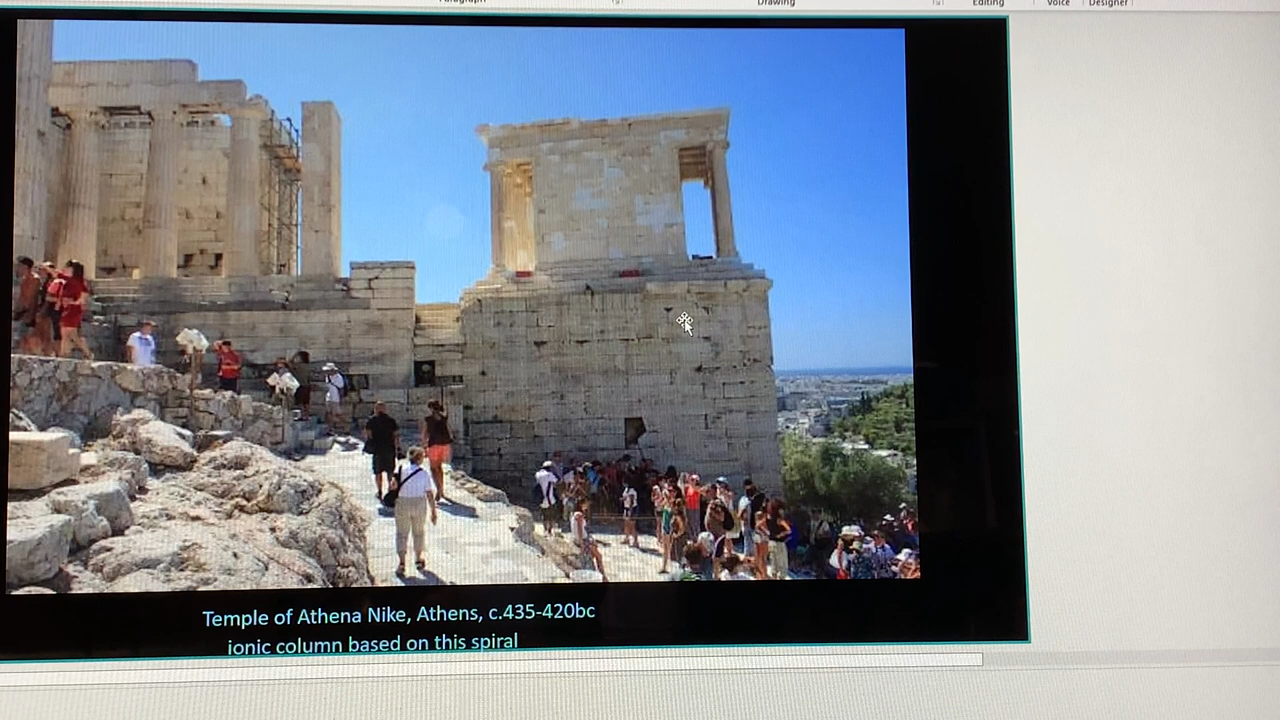 Paragraph Drawing Editing Voice Designer
Temple of Athena Nike, Athens, c.435-420bc
ionic column based on this spiral